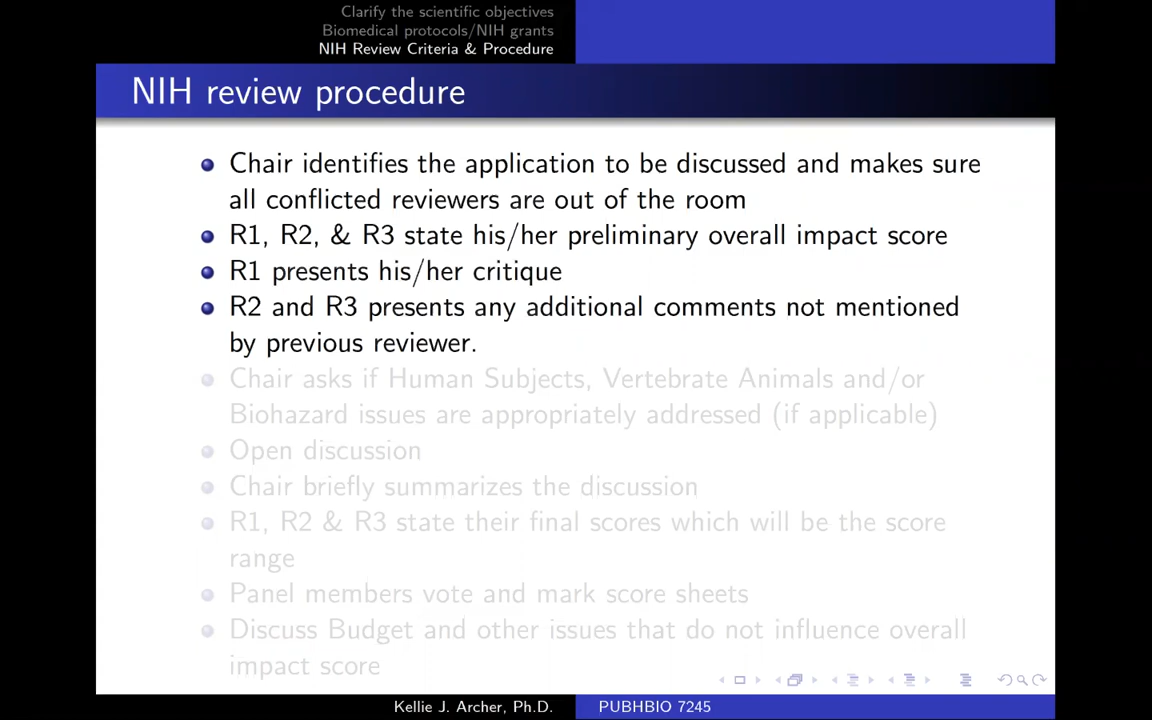 Clarify the scientific objectives
Biomedical protocols/NIH grants
NIH Review Criteria & Procedure
NIH review procedure
Chair identifies the application to be discussed and makes sure
all conflicted reviewers are out of the room
R1, R2, & R3 state his/her preliminary overall impact score
R1 presents his/her critique
R2 and R3 presents any additional comments not mentioned
by previous reviewer.
Chair asks if Human Subjects, Vertebrate Animals and/or
Biohazard issues are appropriately addressed (if applicable)
Open discussion
Chair briefly summarizes the discussion
R1, R2 & R3 state their final scores which will be the score
range
Panel members vote and mark score sheets
Discuss Budget and other issues that do not influence overall
impact score
Kellie J. Archer, Ph.D.
PUBHBIO 7245